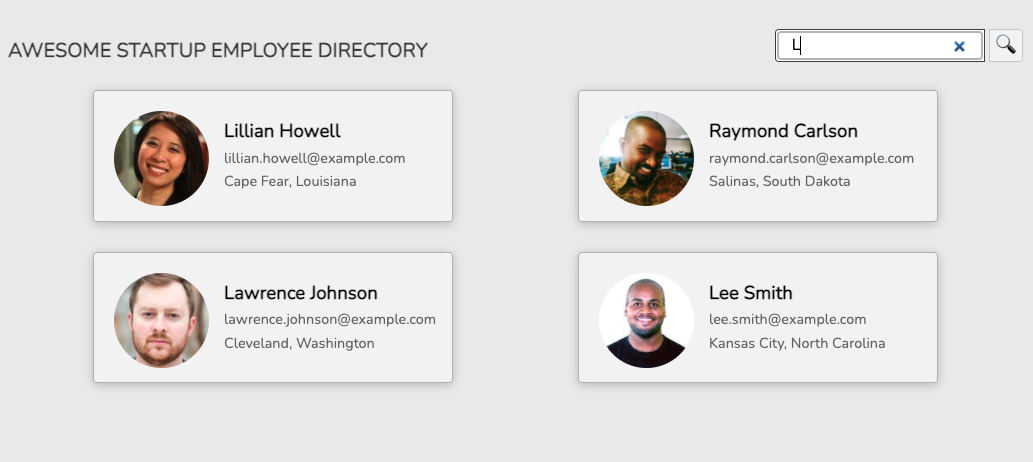 AWESOME STARTUP EMPLOYEE DIRECTORY
L
Lillian Howell
lillian.howell@example.com
Cape Fear, Louisiana
Raymond Carlson
raymond.carlson@example.com
Salinas, South Dakota
Lawrence Johnson
lawrence.johnson@example.com
Cleveland, Washington
Lee Smith
lee.smith@example.com
Kansas City, North Carolina